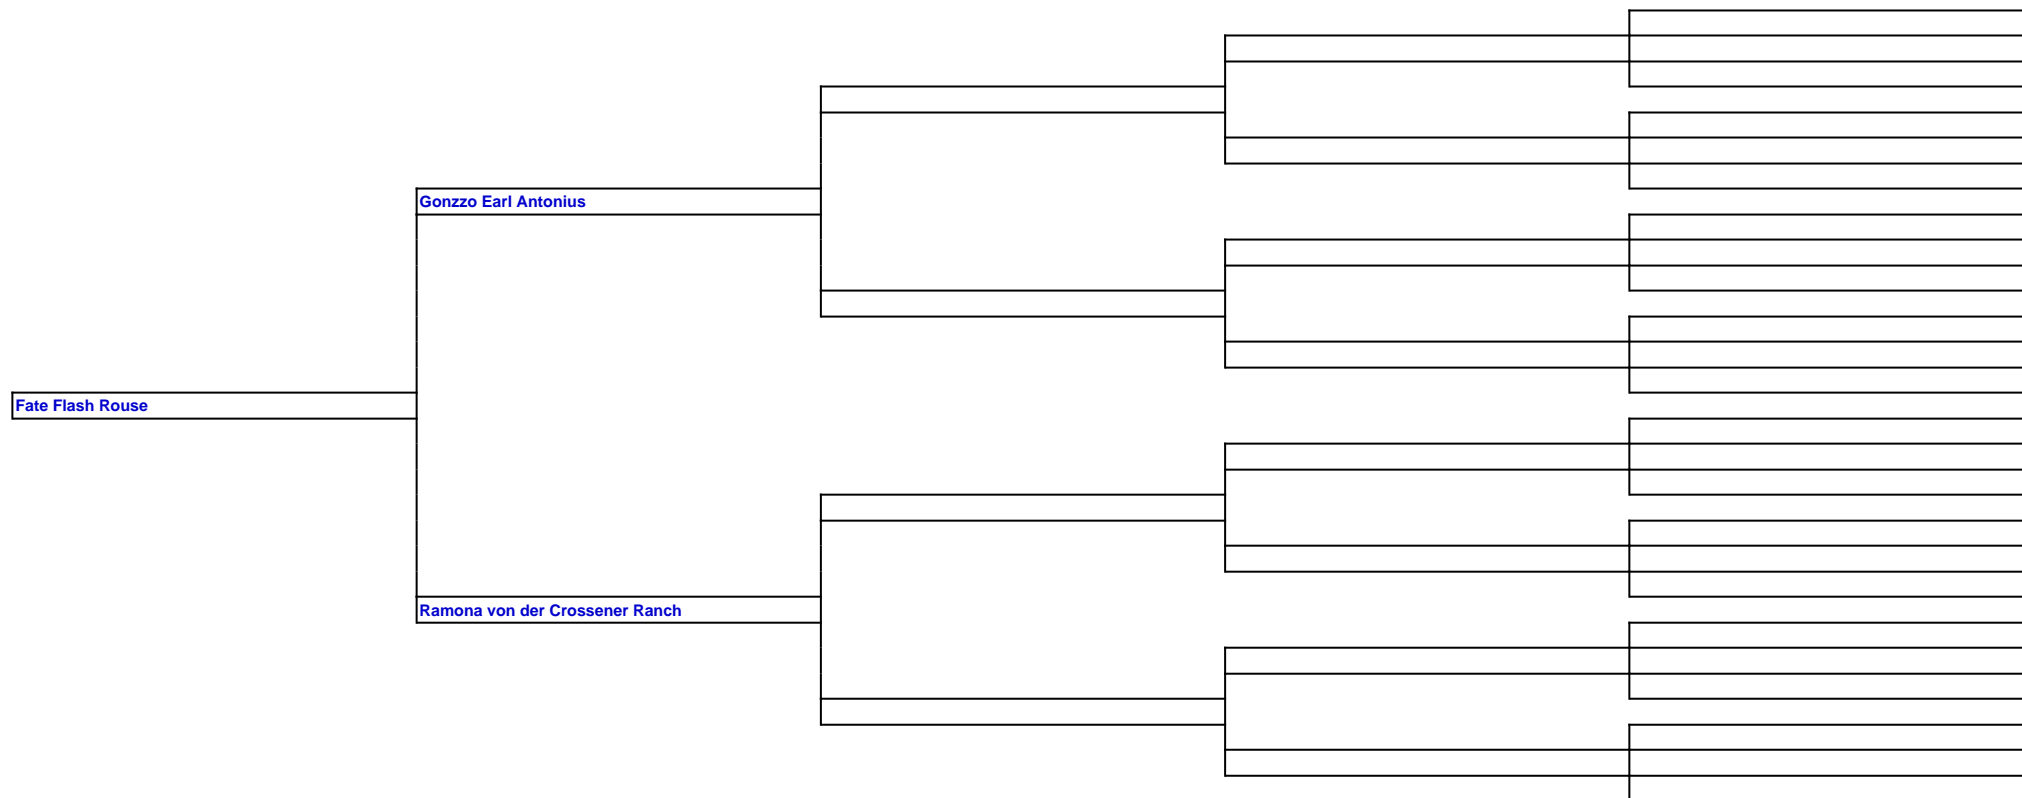 Gonzzo Earl Antonius
Fate Flash Rouse
Ramona von der Crossener Ranch